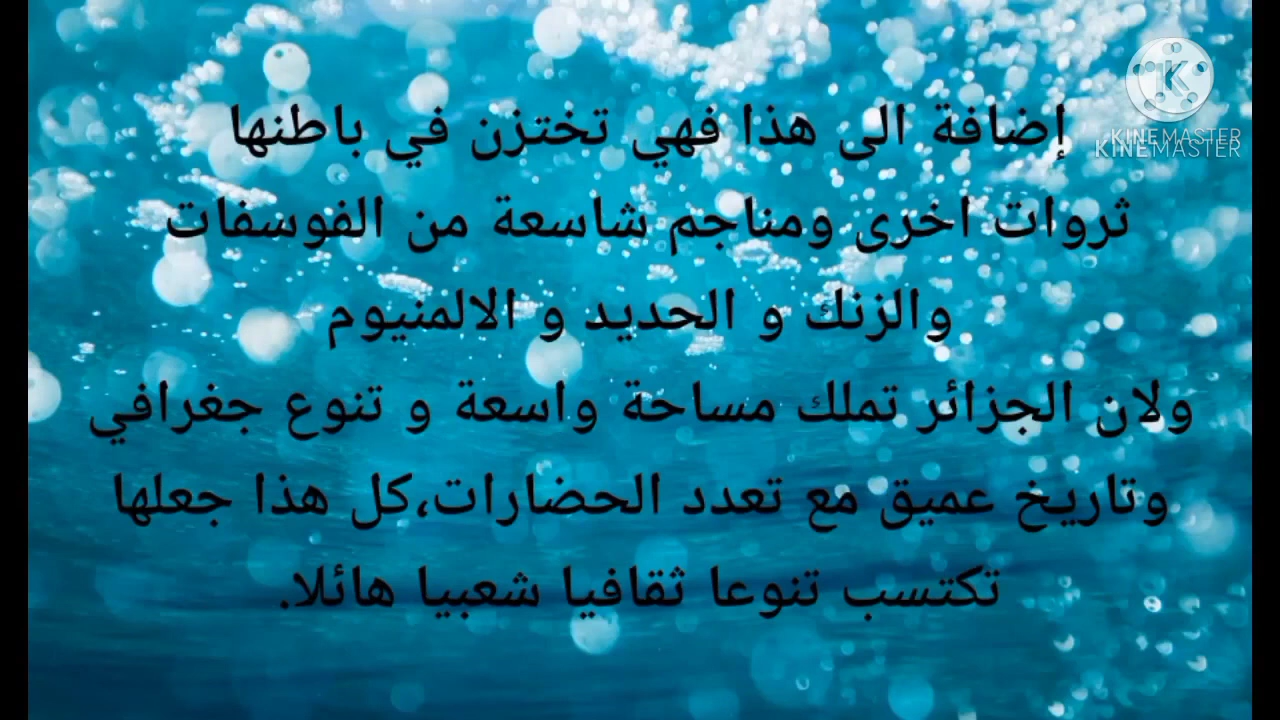 إضافة الى هذا فهي تختزن في باطنها
ثروات اخرى ومناجم شاسعة من الفوسفات
والزنك و الحديد و الالمنيوم
ولان الجزائر تملك مساحة واسعة و تنوع جغرافي
وتاريخ عميق مع تعدد الحضارات،كل هذا جعلها
تكتسب تنوعا ثقافيا شعبيا هائلا.
K
KINEMASTER
KINEMASTER